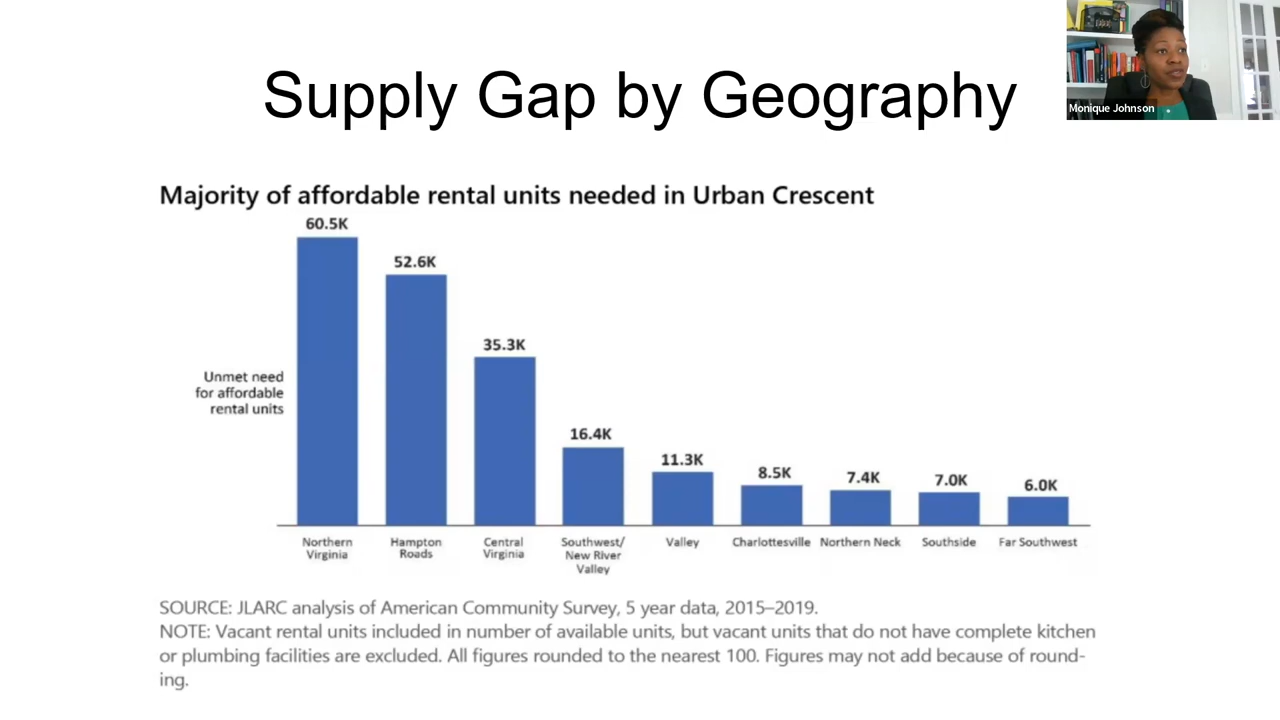 Supply Gap by Geography
Monique Johnson
Majority of affordable rental units needed in Urban Crescent
60.5K
52.6K
35.3K
16.4K
11.3K
8.5K
7.4K
7.0K
6.0K
Unmet need
for affordable
rental units
Northern
Virginia
Hampton
Roads
Central
Virginia
Southwest/
New River
Valley
Valley
Charlottesville
Northern Neck
Southside
Far Southwest
SOURCE: JLARC analysis of American Community Survey, 5 year data, 2015–2019.
NOTE: Vacant rental units included in number of available units, but vacant units that do not have complete kitchen
or plumbing facilities are excluded. All figures rounded to the nearest 100. Figures may not add because of round-
ing.